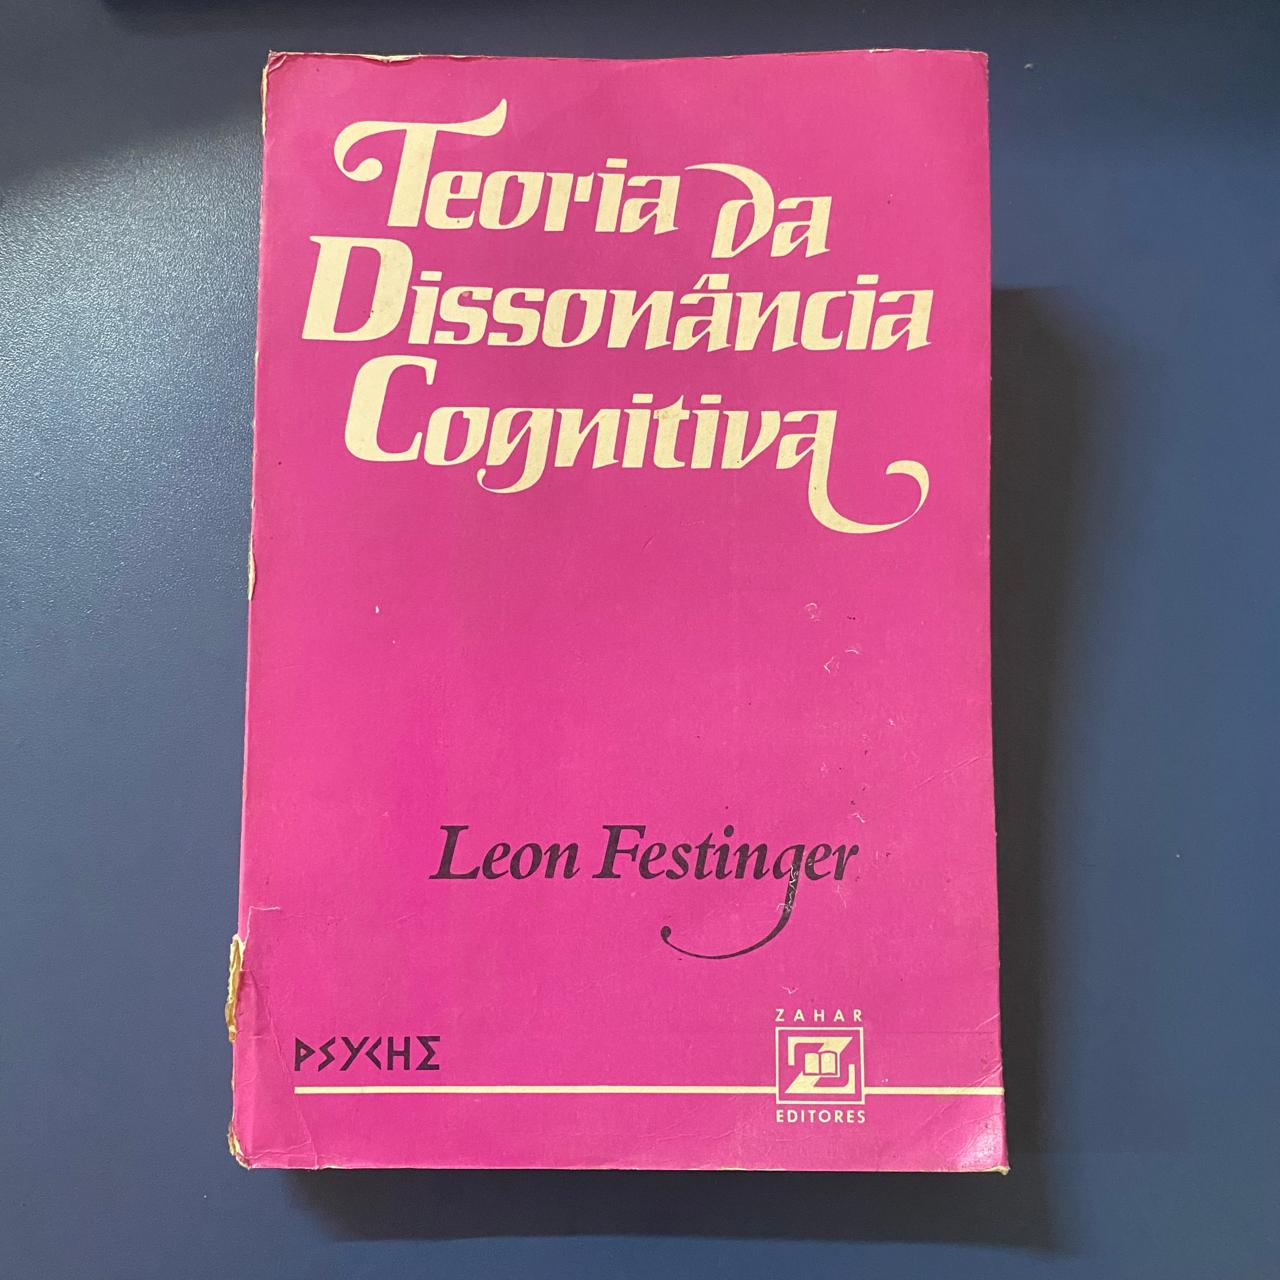 Teoria da
Dissonância
Cognitiva
Leon Festinger
PSYCHE
ZAHAR
EDITORES